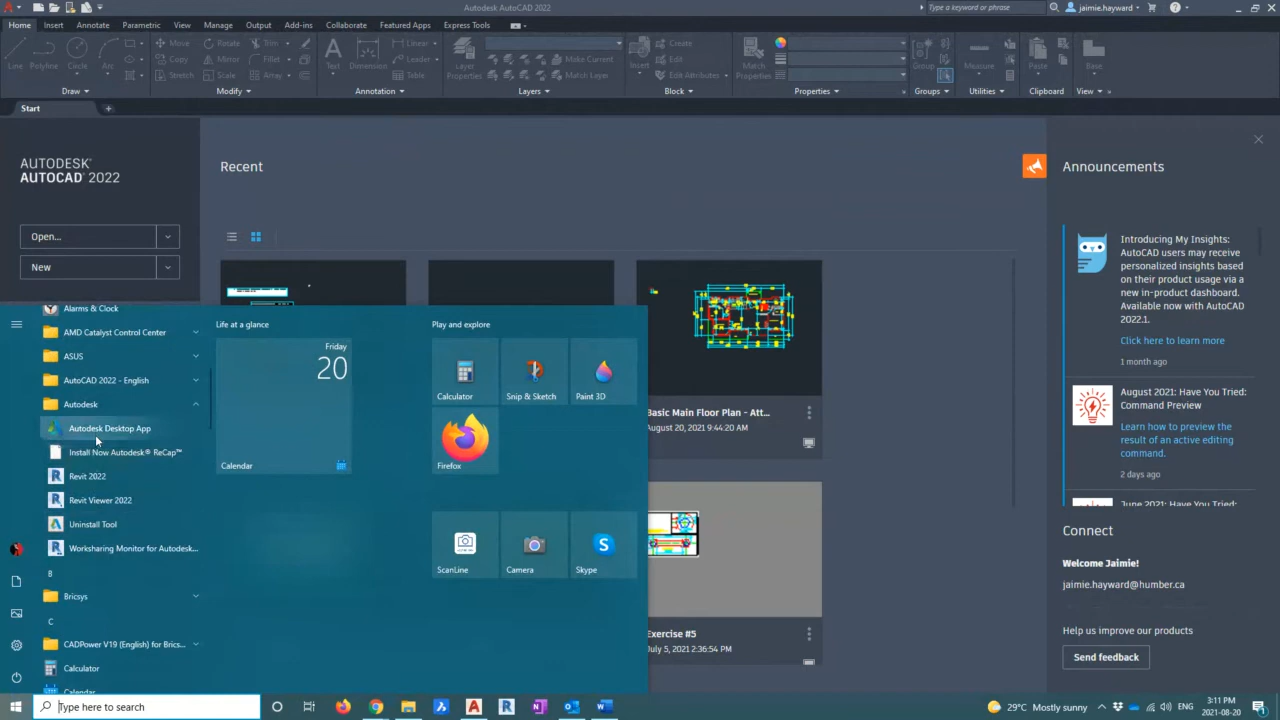 Autodesk AutoCAD 2022
Type a keyword or phrase
jaimie.hayward
Home
Insert
Annotate
Parametric
View
Manage
Output
Add-ins
Collaborate
Featured Apps
Express Tools
Line
Polyline
Circle
Arc
Move
Copy
Stretch
Rotate
Mirror
Scale
Trim
Fillet
Array
Text
Dimension
Linear
Leader
Table
Layer
Properties
Make Current
Match Layer
Insert
Create
Edit
Edit Attributes
Match
Properties
Group
Measure
Paste
Base
Draw
Modify
Annotation
Layers
Block
Properties
Groups
Utilities
Clipboard
View
Start
AUTODESK®
AUTOCAD® 2022
Open...
New
Recent
Basic Main Floor Plan - Att...
August 20, 2021 9:44:20 AM
Exercise #5
July 5, 2021 2:36:54 PM
Announcements
Introducing My Insights:
AutoCAD users may receive
personalized insights based
on their product usage via a
new in-product dashboard.
Available now with AutoCAD
2022.1.
Click here to learn more
1 month ago
August 2021: Have You Tried:
Command Preview
Learn how to preview the
result of an active editing
command.
2 days ago
June 2021: Have You Tried:
Connect
Welcome Jaimie!
jaimie.hayward@humber.ca
Help us improve our products
Send feedback
Alarms & Clock
AMD Catalyst Control Center
ASUS
AutoCAD 2022 - English
Autodesk
Autodesk Desktop App
Install Now Autodesk® ReCap™
Revit 2022
Revit Viewer 2022
Uninstall Tool
Worksharing Monitor for Autodesk...
B
Bricsys
C
CADPower V19 (English) for Brics...
Calculator
Calendar
Life at a glance
Friday
20
Calendar
Play and explore
Calculator
Snip & Sketch
Paint 3D
Firefox
ScanLine
Camera
Skype
Type here to search
29°C Mostly sunny
ENG
3:11 PM
2021-08-20